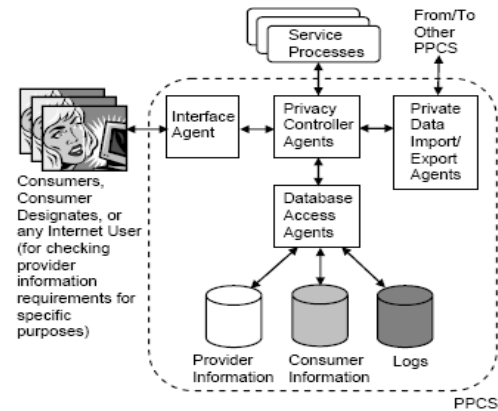 Service
Processes
From/To
Other
PPCS
Interface
Agent
Privacy
Controller
Agents
Private
Data
Import/
Export
Agents
Consumers,
Consumer
Designates, or
any Internet User
(for checking
provider
information
requirements for
specific
purposes)
Database
Access
Agents
Provider
Information
Consumer
Information
Logs
PPCS